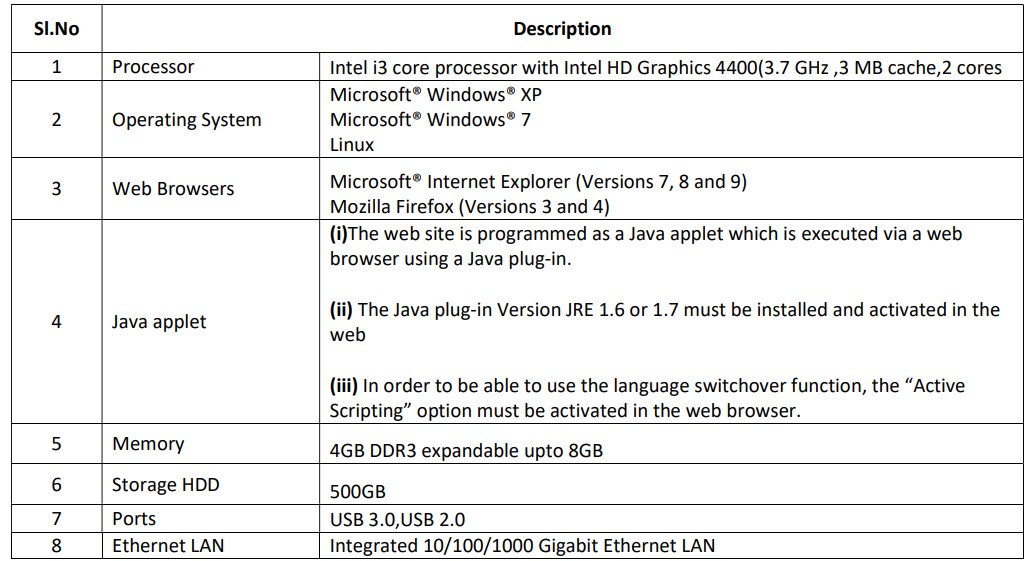 Sl.No Description
1 Processor Intel i3 core processor with Intel HD Graphics 4400(3.7 GHz ,3 MB cache,2 cores
Microsoft® Windows® XP
2 Operating System Microsoft® Windows® 7
Linux
3 Web Browsers Microsoft® Internet Explorer (Versions 7, 8 and 9)
Mozilla Firefox (Versions 3 and 4)
(i)The web site is programmed as a Java applet which is executed via a web
browser using a Java plug-in.
4 Java applet (ii) The Java plug-in Version JRE 1.6 or 1.7 must be installed and activated in the
web
(iii) In order to be able to use the language switchover function, the “Active
Scripting” option must be activated in the web browser.
5 Memory 4GB DDR3 expandable upto 8GB
6 Storage HDD 500GB
7 Ports USB 3.0,USB 2.0
8 Ethernet LAN Integrated 10/100/1000 Gigabit Ethernet LAN